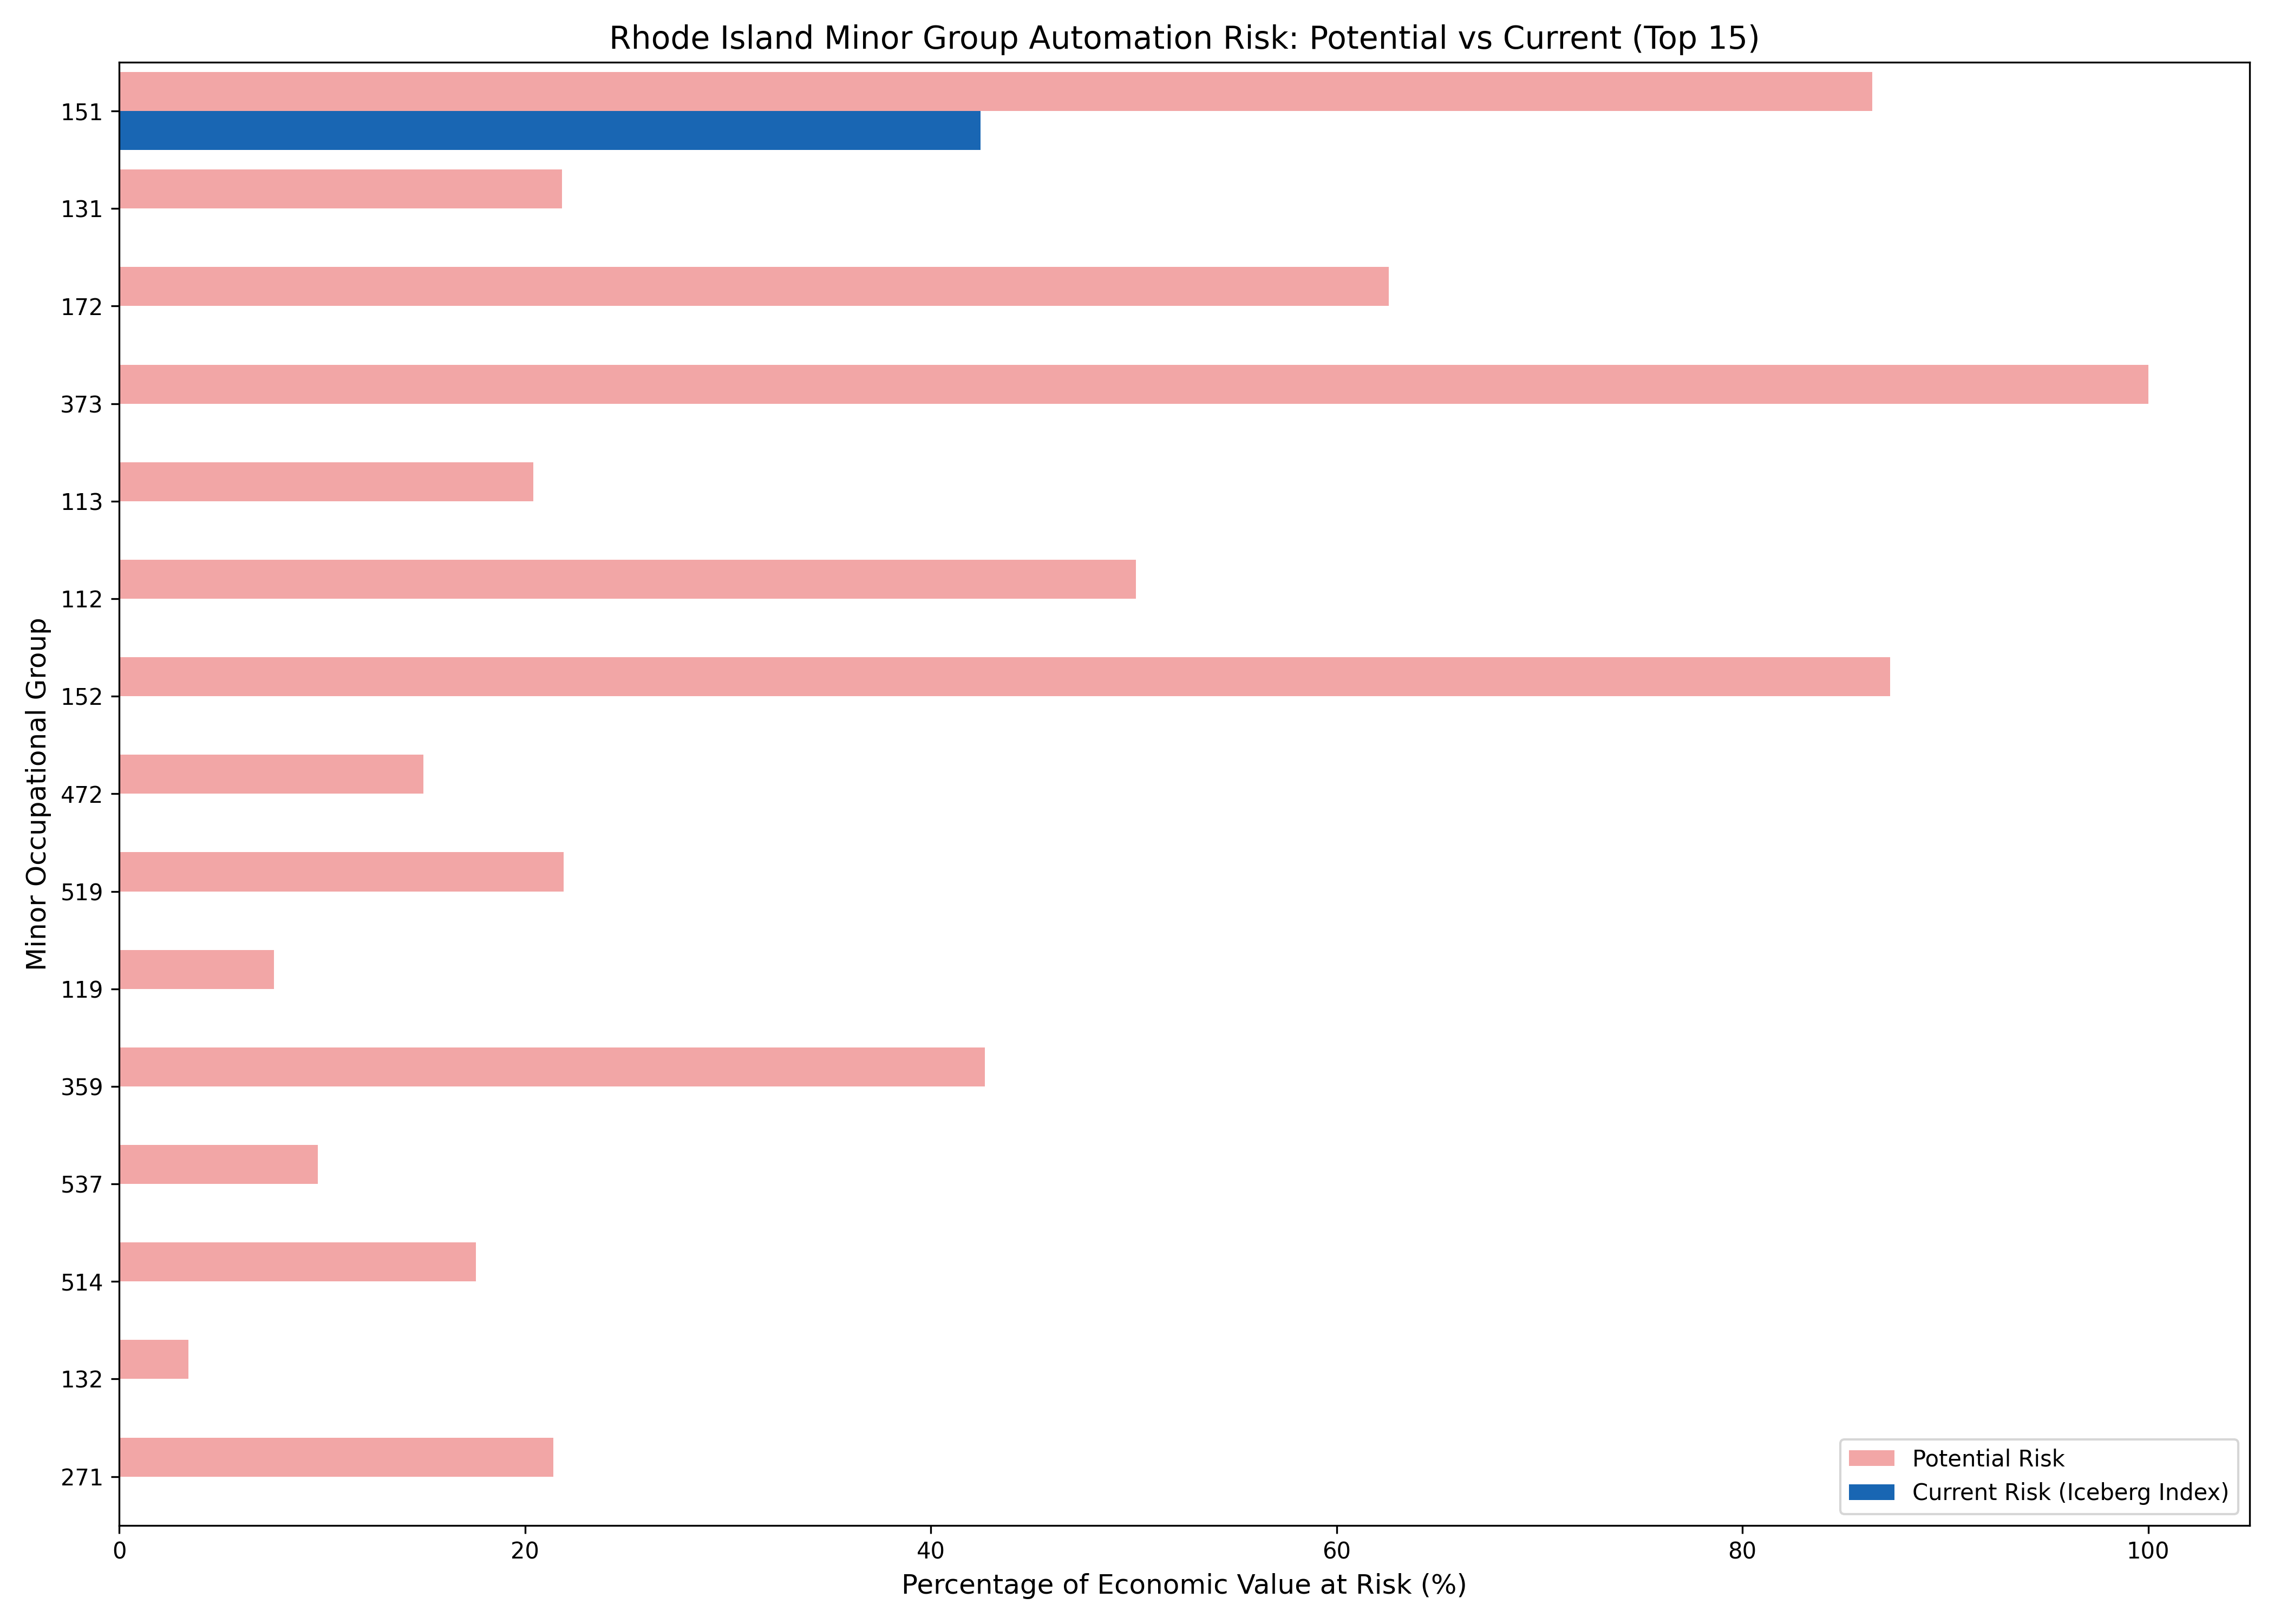 Rhode Island Minor Group Automation Risk: Potential vs Current (Top 15)
Minor Occupational Group
151
131
172
373
113
112
152
472
519
119
359
537
514
132
271
Potential Risk
Current Risk (Iceberg Index)
0 20 40 60 80 100
Percentage of Economic Value at Risk (%)